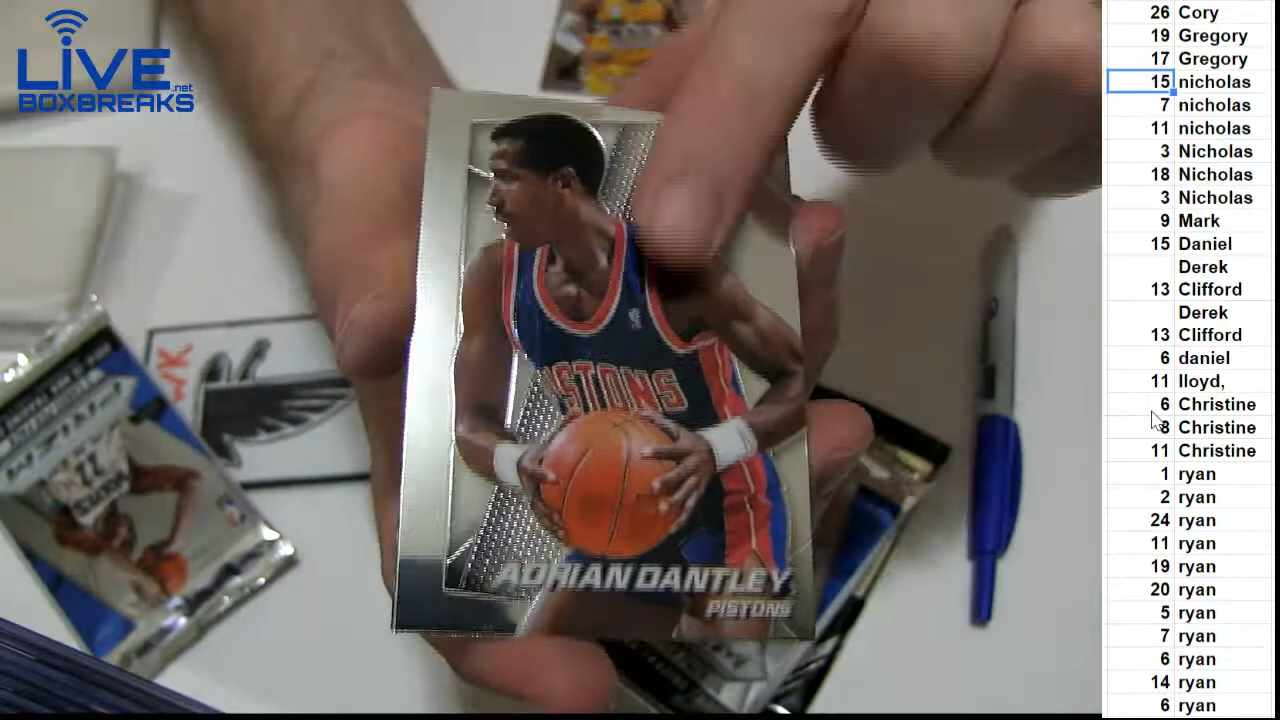 LiVE.net
BOXBREAKS
PISTONS
ADRIAN DANTLEY
PISTONS
PRIZM
26 Cory
19 Gregory
17 Gregory
15 nicholas
7 nicholas
11 nicholas
3 Nicholas
18 Nicholas
3 Nicholas
9 Mark
15 Daniel
Derek
13 Clifford
Derek
13 Clifford
6 daniel
11 lloyd,
6 Christine
8 Christine
11 Christine
1 ryan
2 ryan
24 ryan
11 ryan
19 ryan
20 ryan
5 ryan
7 ryan
6 ryan
14 ryan
6 ryan